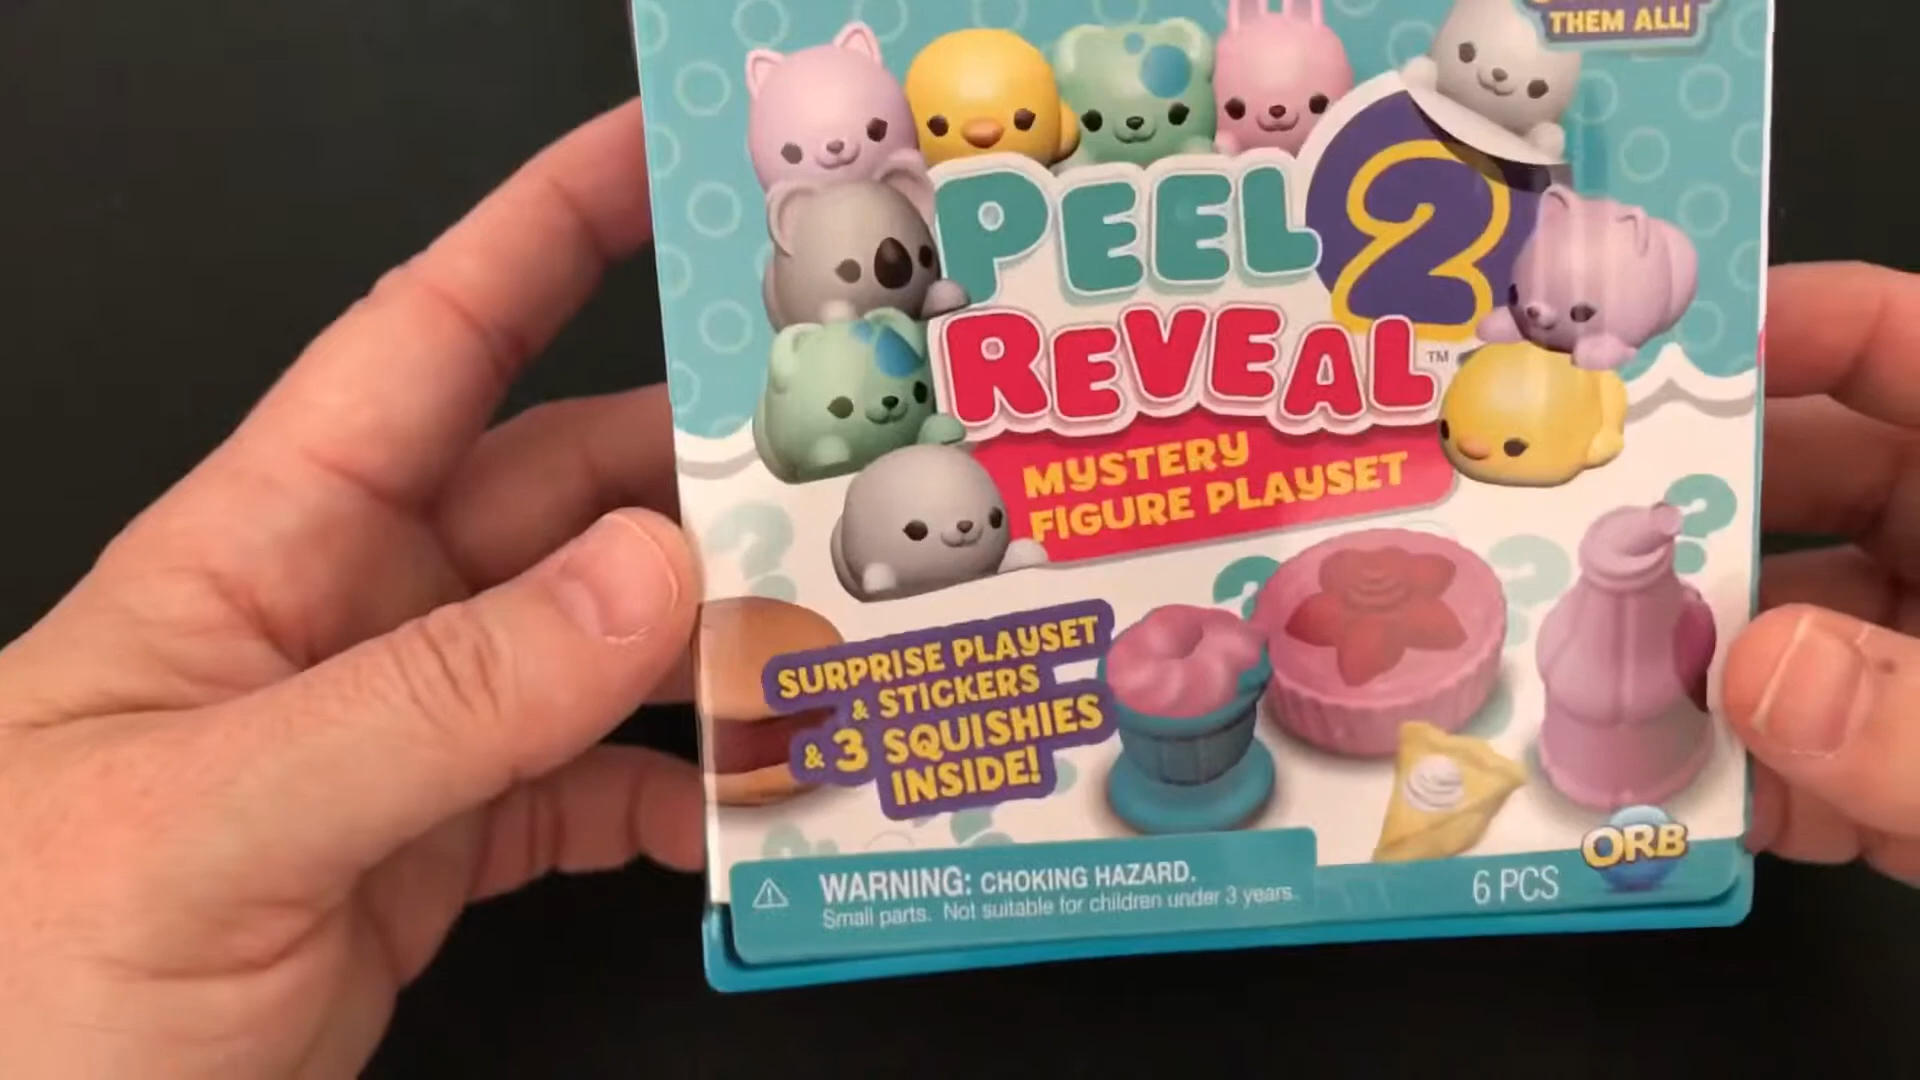 THEM ALL!
PEEL 2
REVEAL™
MYSTERY
FIGURE PLAYSET
SURPRISE PLAYSET
& STICKERS
& 3 SQUISHIES
INSIDE!
ORB
WARNING: CHOKING HAZARD.
Small parts. Not suitable for children under 3 years.
6 PCS